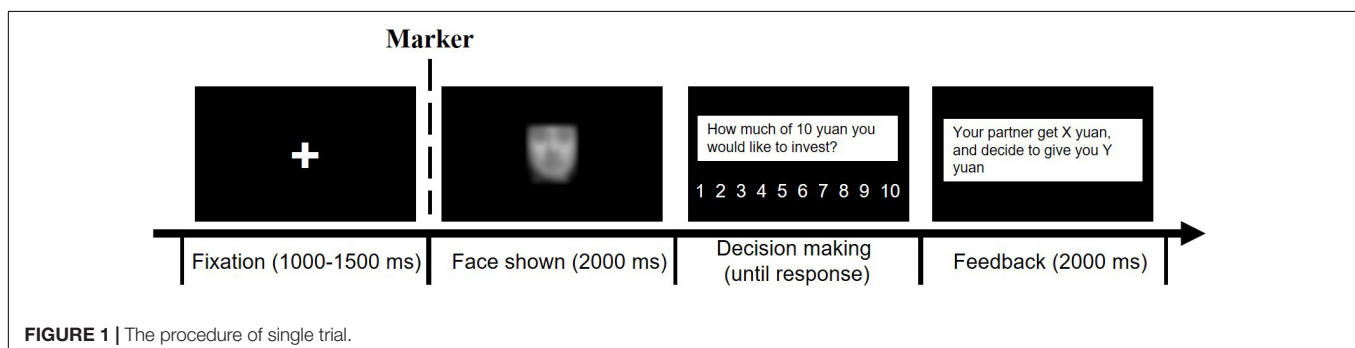 Marker
+
How much of 10 yuan you
would like to invest?
1 2 3 4 5 6 7 8 9 10
Your partner get X yuan,
and decide to give you Y
yuan
Fixation (1000-1500 ms)
Face shown (2000 ms)
Decision making
(until response)
Feedback (2000 ms)
FIGURE 1 | The procedure of single trial.